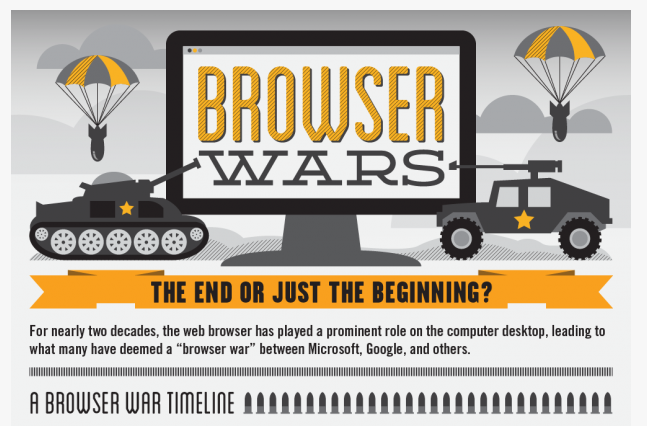 BROWSER
WARS
THE END OR JUST THE BEGINNING?
For nearly two decades, the web browser has played a prominent role on the computer desktop, leading to
what many have deemed a “browser war” between Microsoft, Google, and others.
A BROWSER WAR TIMELINE